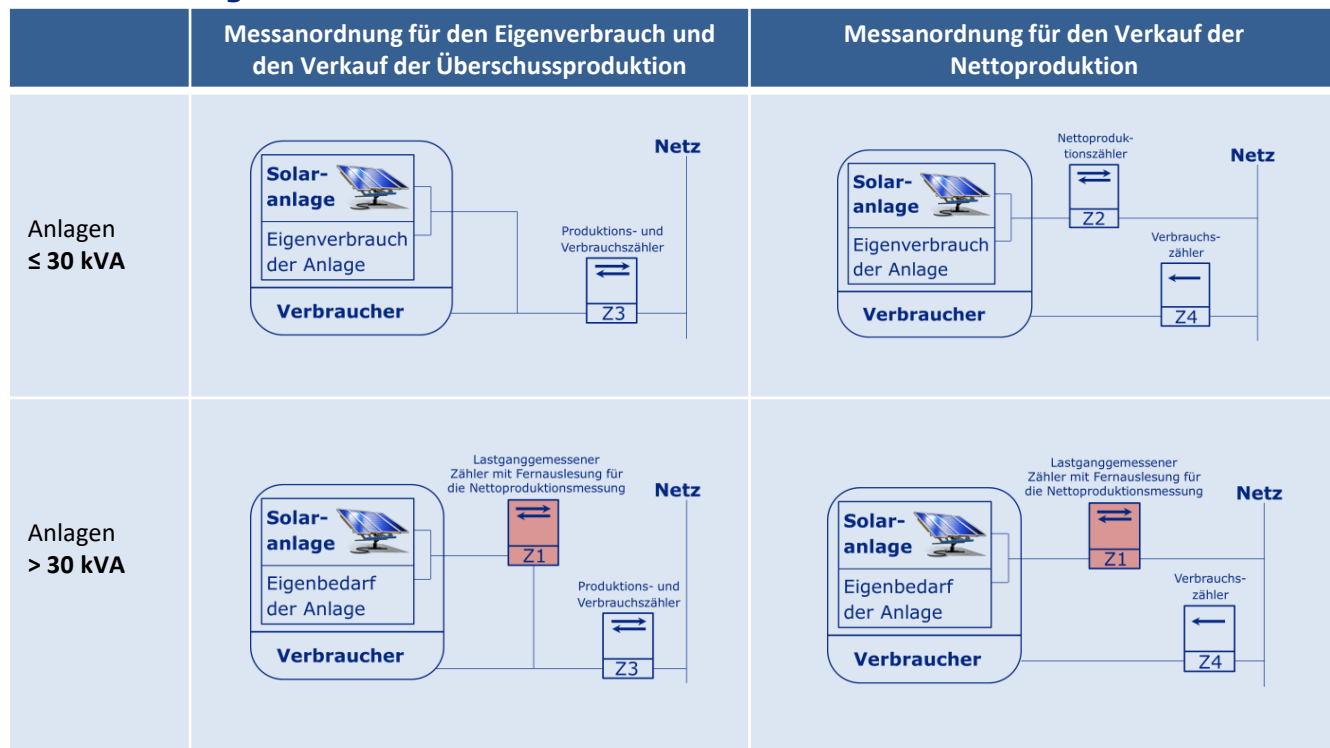 Messanordnung für den Eigenverbrauch und
den Verkauf der Überschussproduktion
Messanordnung für den Verkauf der
Nettoproduktion
Anlagen
≤ 30 kVA
Solar-
anlage
Eigenverbrauch
der Anlage
Verbraucher
Produktions- und
Verbrauchszähler
Z3
Netz
Solar-
anlage
Eigenverbrauch
der Anlage
Verbraucher
Nettoproduk-
tionszähler
Z2
Netz
Verbrauchs-
zähler
Z4
Anlagen
> 30 kVA
Solar-
anlage
Eigenbedarf
der Anlage
Verbraucher
Lastganggemessener
Zähler mit Fernauslesung für
die Nettoproduktionsmessung
Z1
Netz
Produktions- und
Verbrauchszähler
Z3
Solar-
anlage
Eigenbedarf
der Anlage
Verbraucher
Lastganggemessener
Zähler mit Fernauslesung für
die Nettoproduktionsmessung
Z1
Netz
Verbrauchs-
zähler
Z4